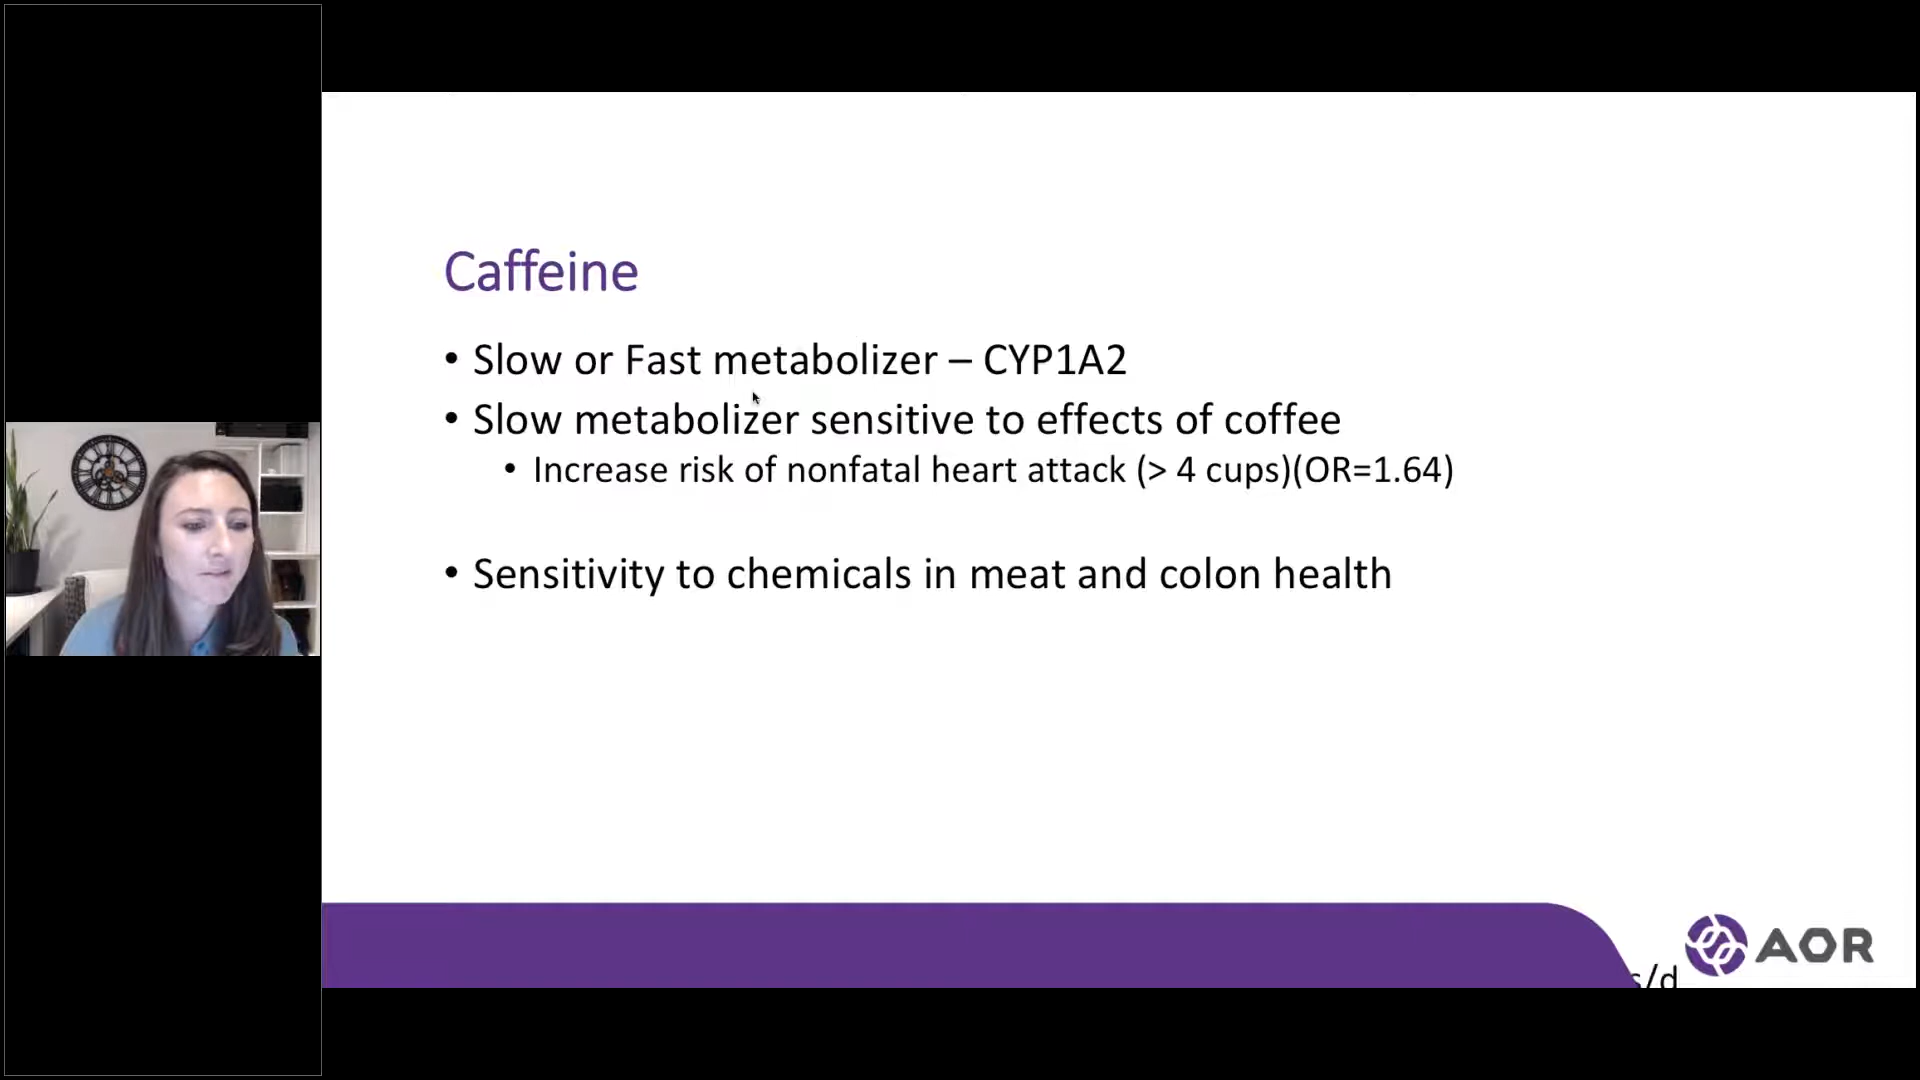 Caffeine
• Slow or Fast metabolizer – CYP1A2
• Slow metabolizer sensitive to effects of coffee
• Increase risk of nonfatal heart attack (> 4 cups)(OR=1.64)
• Sensitivity to chemicals in meat and colon health
s/d
AOR